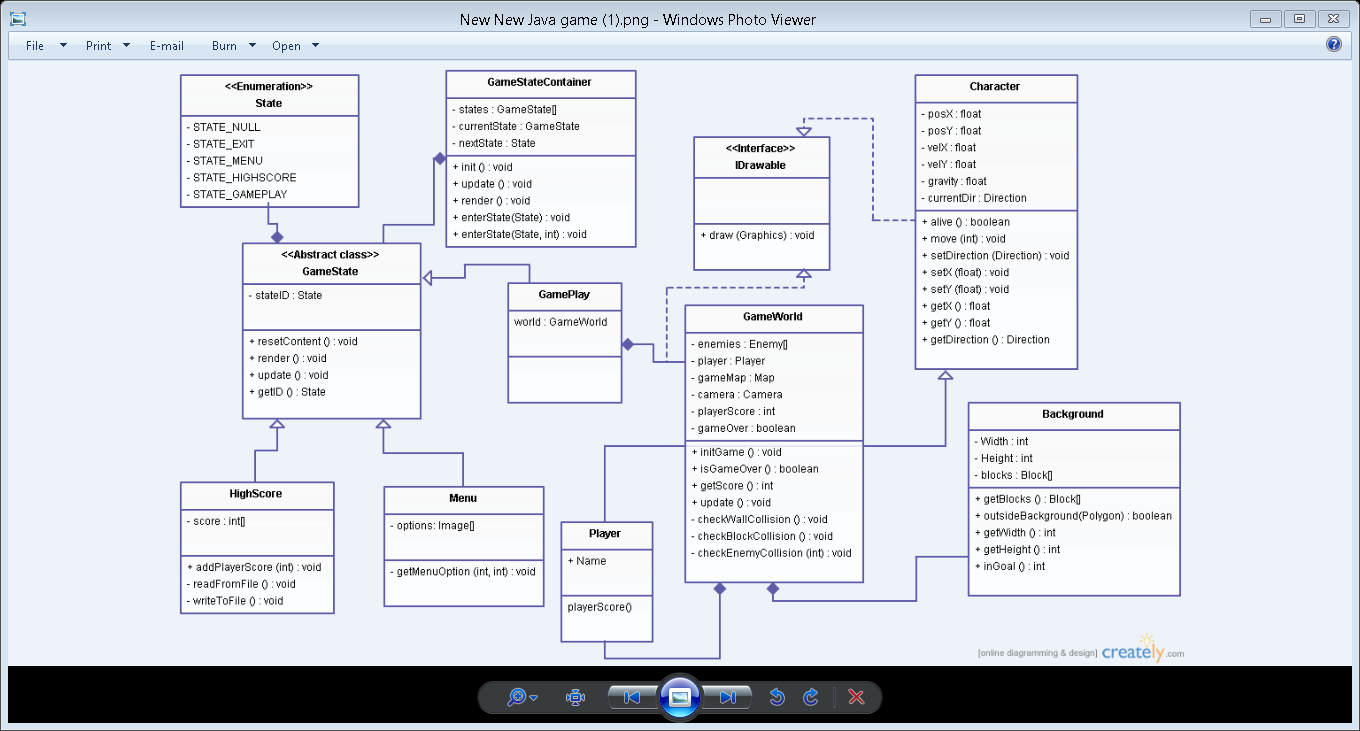 New New Java game (1).png - Windows Photo Viewer
File Print E-mail Burn Open
<<Enumeration>>
State
- STATE_NULL
- STATE_EXIT
- STATE_MENU
- STATE_HIGHSCORE
- STATE_GAMEPLAY
GameStateContainer
- states : GameState[]
- currentState : GameState
- nextState : State
+ init () : void
+ update () : void
+ render () : void
+ enterState(State) : void
+ enterState(State, int) : void
<<Interface>>
IDrawable
+ draw (Graphics) : void
Character
- posX : float
- posY : float
- velX : float
- velY : float
- gravity : float
- currentDir : Direction
+ alive () : boolean
+ move (int) : void
+ setDirection (Direction) : void
+ setX (float) : void
+ setY (float) : void
+ getX () : float
+ getY () : float
+ getDirection () : Direction
<<Abstract class>>
GameState
- stateID : State
+ resetContent () : void
+ render () : void
+ update () : void
+ getID () : State
GamePlay
world : GameWorld
GameWorld
- enemies : Enemy[]
- player : Player
- gameMap : Map
- camera : Camera
- playerScore : int
- gameOver : boolean
+ initGame () : void
+ isGameOver () : boolean
+ getScore () : int
+ update () : void
- checkWallCollision () : void
- checkBlockCollision () : void
- checkEnemyCollision (int) : void
Background
- Width : int
- Height : int
- blocks : Block[]
+ getBlocks () : Block[]
+ outsideBackground(Polygon) : boolean
+ getWidth () : int
+ getHeight () : int
+ inGoal () : int
HighScore
- score : int[]
+ addPlayerScore (int) : void
- readFromFile () : void
- writeToFile () : void
Menu
- options: Image[]
- getMenuOption (int, int) : void
Player
+ Name
playerScore()
[online diagramming & design] creately.com